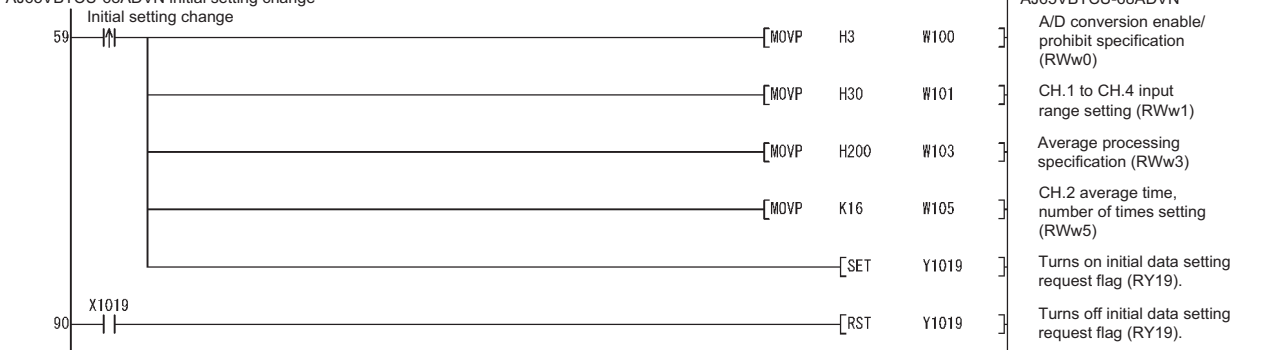 Initial setting change
59 MOVP H3 W100 A/D conversion enable/
prohibit specification
(RWw0)
MOVP H30 W101 CH.1 to CH.4 input
range setting (RWw1)
MOVP H200 W103 Average processing
specification (RWw3)
MOVP K16 W105 CH.2 average time,
number of times setting
(RWw5)
SET Y1019 Turns on initial data setting
request flag (RY19).
X1019
90 RST Y1019 Turns off initial data setting
request flag (RY19).